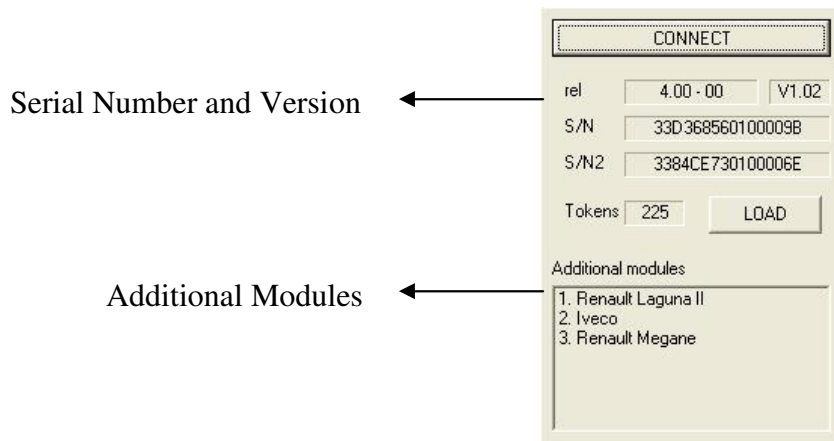 CONNECT
Serial Number and Version
rel 4.00 - 00 V1.02
S/N 33D368560100009B
S/N2 3384CE730100006E
Tokens 225 LOAD
Additional Modules
Additional modules
1. Renault Laguna II
2. Iveco
3. Renault Megane